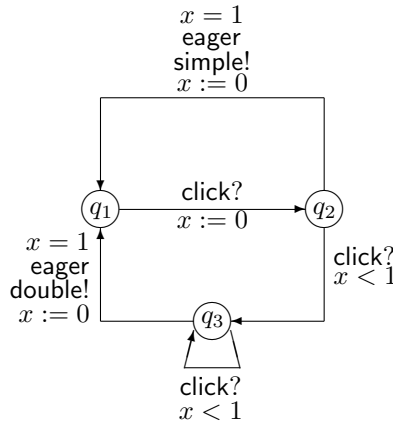 x = 1
eager
simple!
x := 0
q1
click?
x := 0
q2
x = 1
eager
double!
x := 0
click?
x < 1
q3
click?
x < 1